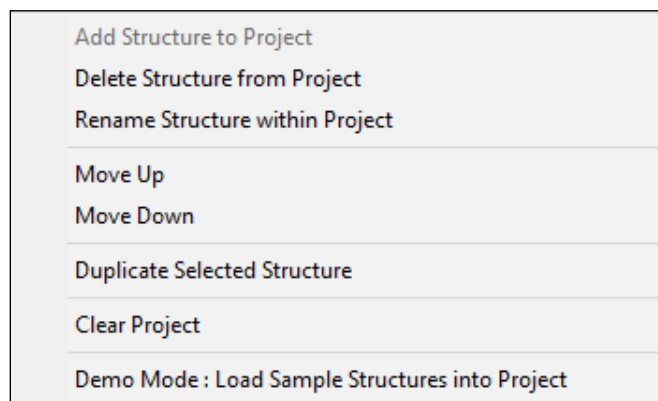 Add Structure to Project
Delete Structure from Project
Rename Structure within Project
Move Up
Move Down
Duplicate Selected Structure
Clear Project
Demo Mode : Load Sample Structures into Project